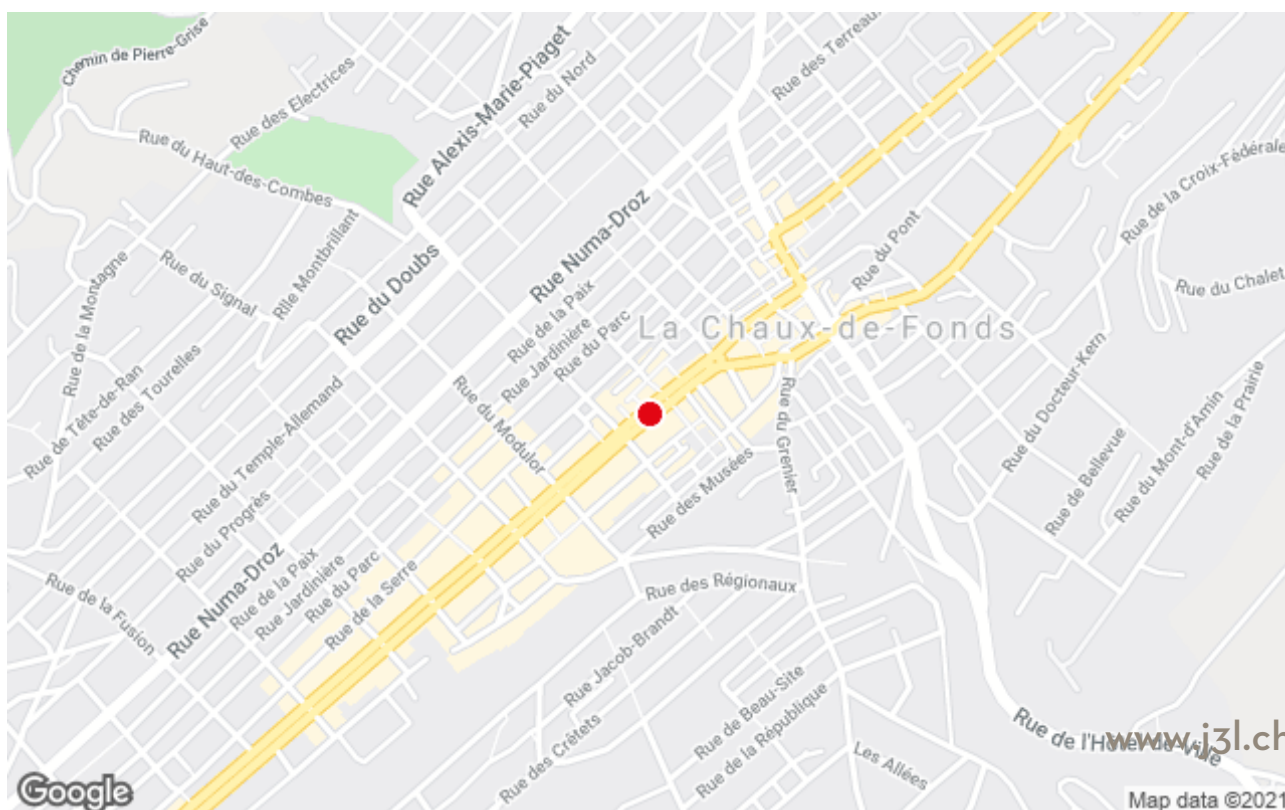 Chemin de Pierre-Grise
Rue des Electrices
Rue Alexis-Marie-Piaget
Rue du Nord
Rue des Terreau
Rue du Haut-des-Combes
Rue de la Croix-Fédérale
Rue Numa-Droz
Rue du Pont
Rue de la Montagne
Rue du Signal
Rlle Montbrillant
Rue du Doubs
Rue de la Paix
Rue Jardinière
Rue du Parc
La Chaux-de-Fonds
Rue du Chalet
Rue de Tête-de-Ran
Rue des Tourelles
Rue du Temple-Allemand
Rue du Modulor
Rue du Grenier
Rue du Docteur-Kern
Rue de Bellevue
Rue du Mont-d'Amin
Rue de la Prairie
Rue des Musées
Rue du Progrès
Rue Numa-Droz
Rue de la Paix
Rue Jardinière
Rue du Parc
Rue de la Serre
Rue de la Fusion
Rue des Régionaux
Rue Jacob-Brandt
Rue des Crêtets
Rue de Beau-Site
Rue de la République
Les Allées
Rue de l'Hôtel-de-Ville
www.j3l.ch
Google
Map data ©2021